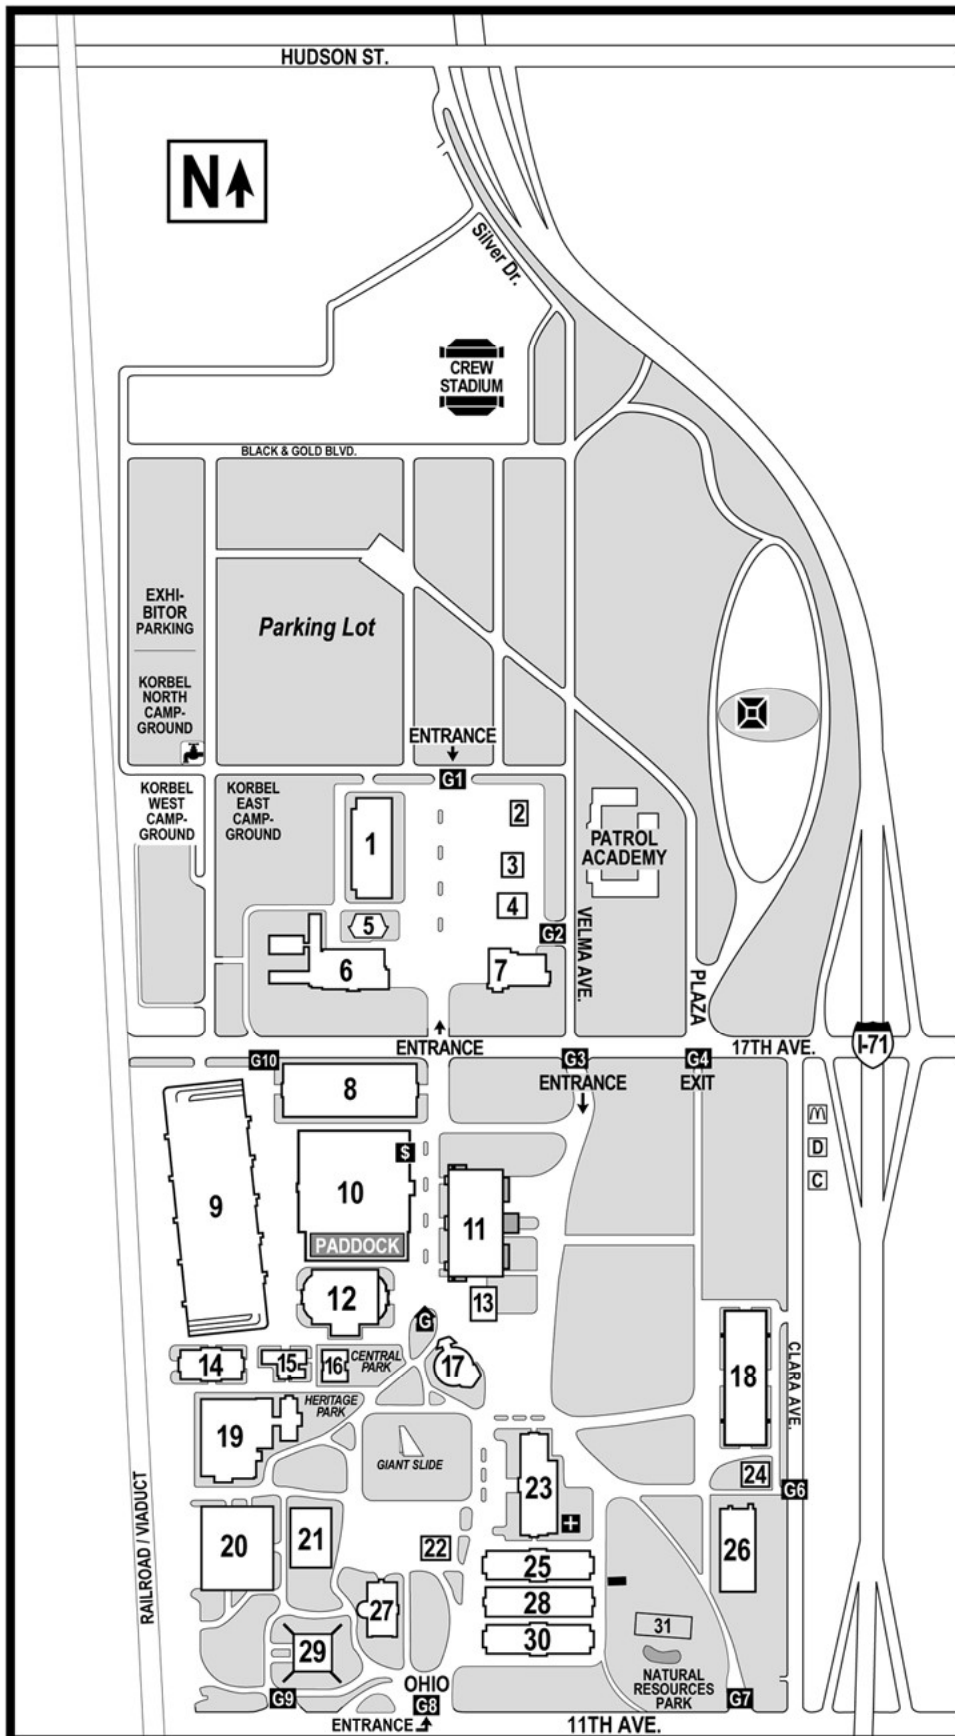 HUDSON ST.
N
Silver Dr.
CREW
STADIUM
BLACK & GOLD BLVD.
EXHI-
BITOR
PARKING
Parking Lot
KORBEL
NORTH
CAMP-
GROUND
ENTRANCE
G1
KORBEL
WEST
CAMP-
GROUND
KORBEL
EAST
CAMP-
GROUND
1
2
3
4
PATROL
ACADEMY
5
G2
6
7
VELMA AVE.
PLAZA
ENTRANCE
17TH AVE.
I-71
G10
G3
G4
ENTRANCE
EXIT
8
D
C
$
9
10
11
PADDOCK
12
13
G
14
15
16
CENTRAL
PARK
17
18
CLARA AVE.
HERITAGE
PARK
19
GIANT SLIDE
23
24
G6
RAILROAD / VIADUCT
20
21
22
25
26
27
28
29
30
31
NATURAL
RESOURCES
PARK
OHIO
G9
G8
G7
ENTRANCE
11TH AVE.